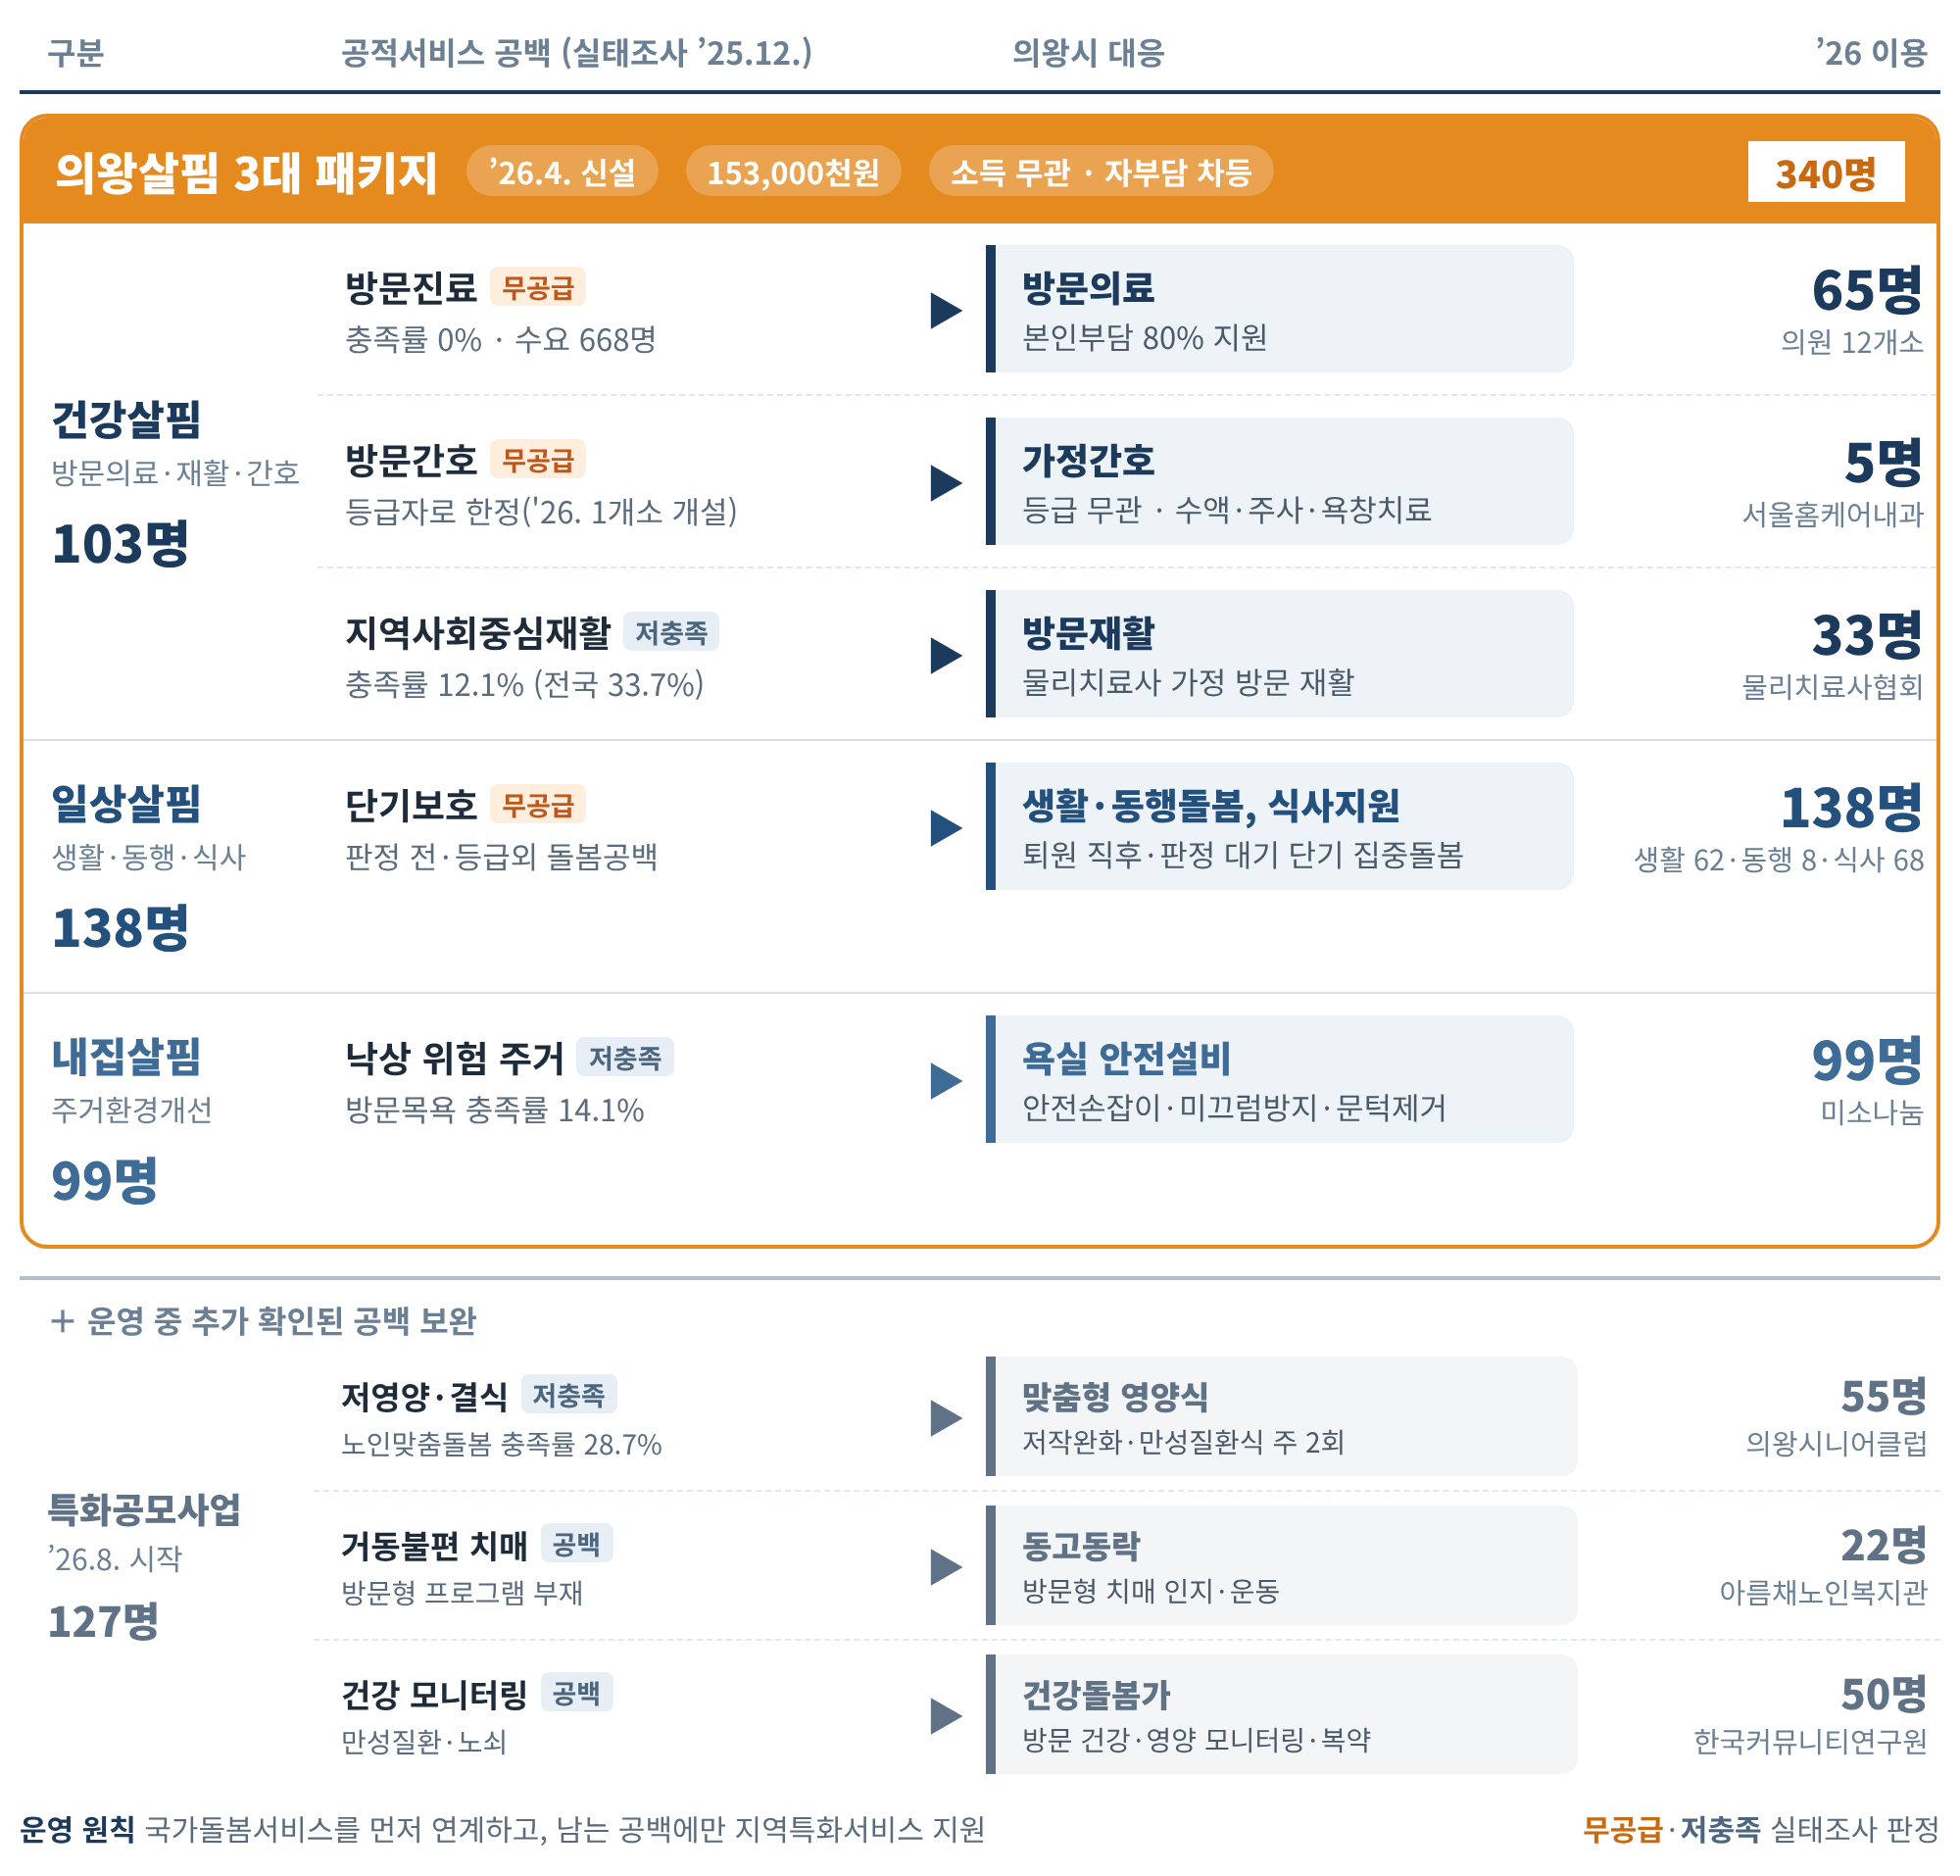 구분 공적서비스 공백 (실태조사 ’25.12.) 의왕시 대응 ’26 이용
의왕살핌 3대 패키지 ’26.4. 신설 153,000천원 소득 무관 · 자부담 차등 340명
건강살핌
방문의료·재활·간호
103명
방문진료 무공급
충족률 0% · 수요 668명
방문의료
본인부담 80% 지원
65명
의원 12개소
방문간호 무공급
등급자로 한정('26. 1개소 개설)
가정간호
등급 무관 · 수액·주사·욕창치료
5명
서울홈케어내과
지역사회중심재활 저충족
충족률 12.1% (전국 33.7%)
방문재활
물리치료사 가정 방문 재활
33명
물리치료사협회
일상살핌
생활·동행·식사
138명
단기보호 무공급
판정 전·등급외 돌봄공백
생활·동행돌봄, 식사지원
퇴원 직후·판정 대기 단기 집중돌봄
138명
생활 62·동행 8·식사 68
내집살핌
주거환경개선
99명
낙상 위험 주거 저충족
방문목욕 충족률 14.1%
욕실 안전설비
안전손잡이·미끄럼방지·문턱제거
99명
미소나눔
+ 운영 중 추가 확인된 공백 보완
특화공모사업
’26.8. 시작
127명
저영양·결식 저충족
노인맞춤돌봄 충족률 28.7%
맞춤형 영양식
저작완화·만성질환식 주 2회
55명
의왕시니어클럽
거동불편 치매 공백
방문형 프로그램 부재
동고동락
방문형 치매 인지·운동
22명
아름채노인복지관
건강 모니터링 공백
만성질환·노쇠
건강돌봄가
방문 건강·영양 모니터링·복약
50명
한국커뮤니티연구원
운영 원칙 국가돌봄서비스를 먼저 연계하고, 남는 공백에만 지역특화서비스 지원
무공급·저충족 실태조사 판정